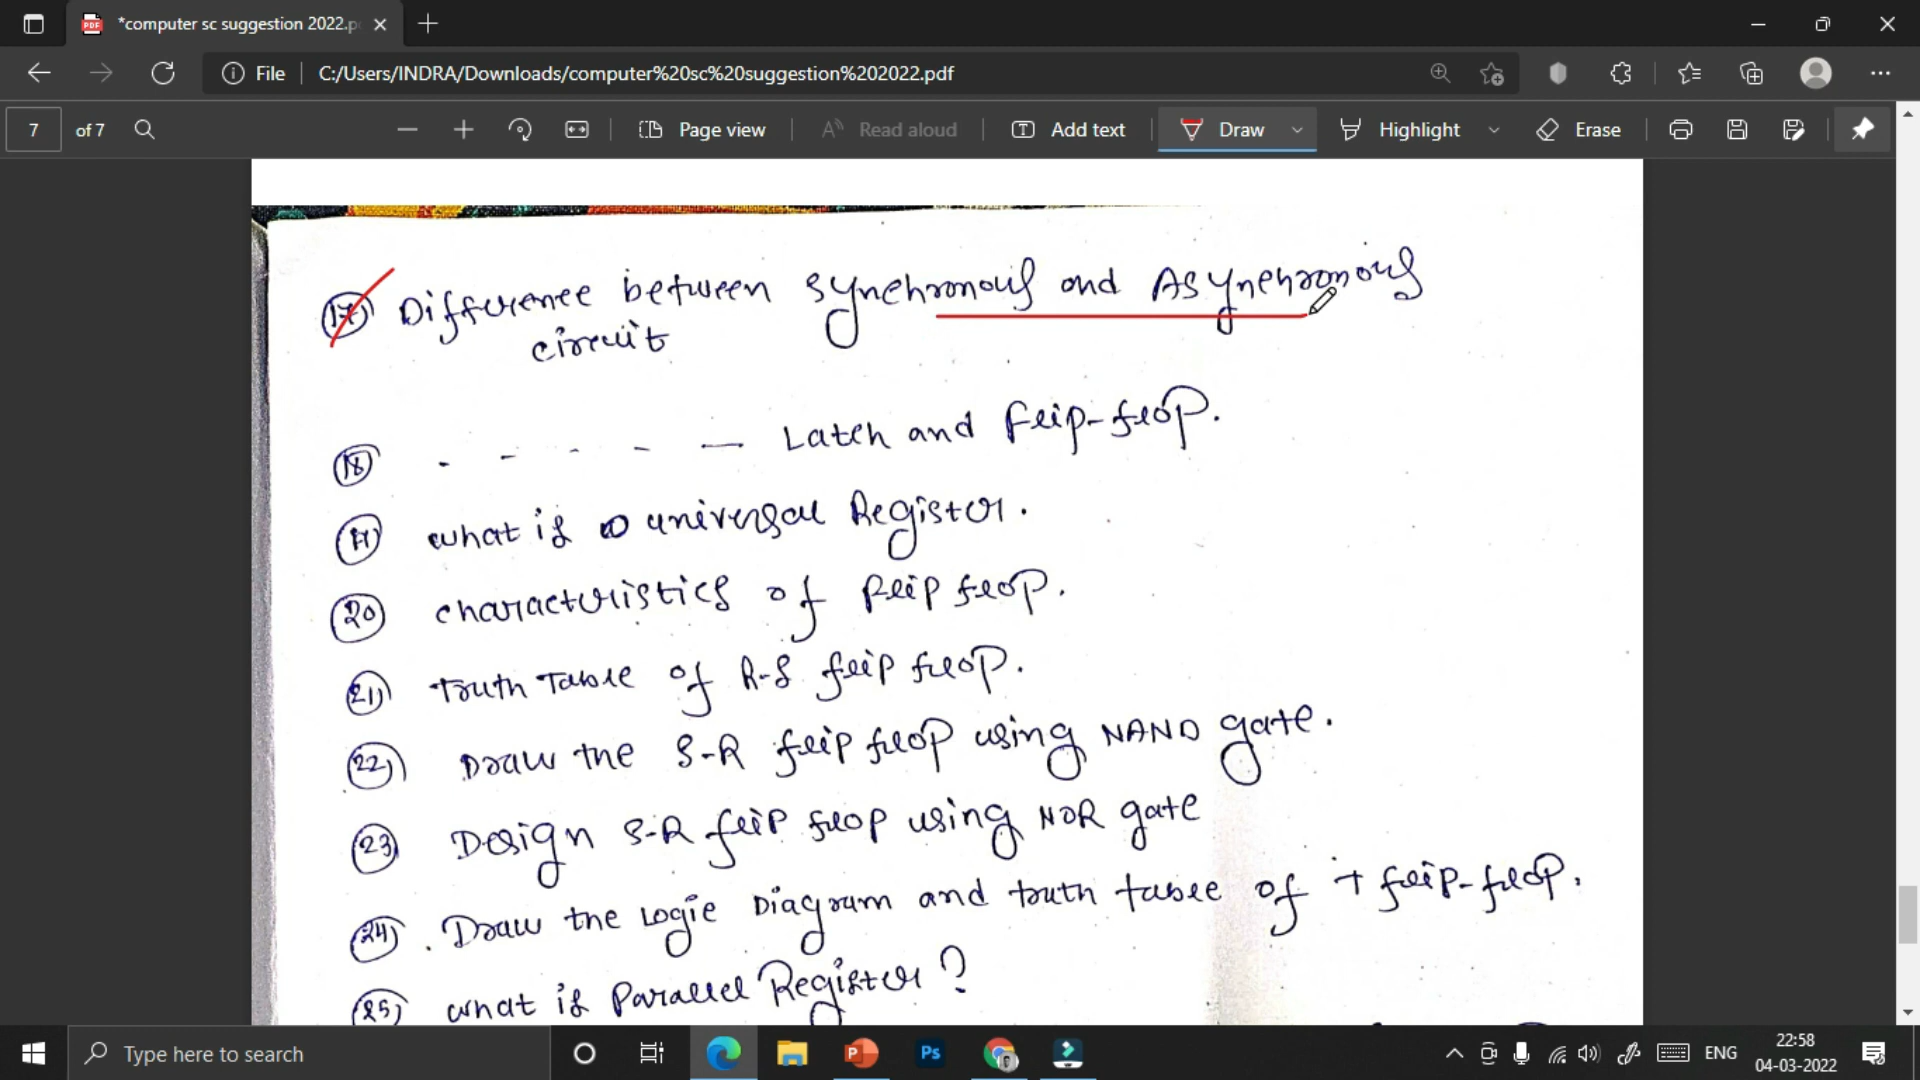 *computer sc suggestion 2022.p
File C:/Users/INDRA/Downloads/computer%20sc%20suggestion%202022.pdf
7 of 7 Page view Read aloud Add text Draw Highlight Erase
17 Difference between synchronous and Asynchronous
circuit
18 - - - - — Latch and flip-flop.
19 what is universal Register.
20 characteristics of flip flop.
21) Truth Table of R-S flip flop.
22) Draw the S-R flip flop using NAND gate.
23 Design S-R flip flop using NOR gate
24). Draw the Logic Diagram and truth table of T flip-flop.
25) what is Parallel Register?
Type here to search
P
Ps
ENG
22:58
04-03-2022